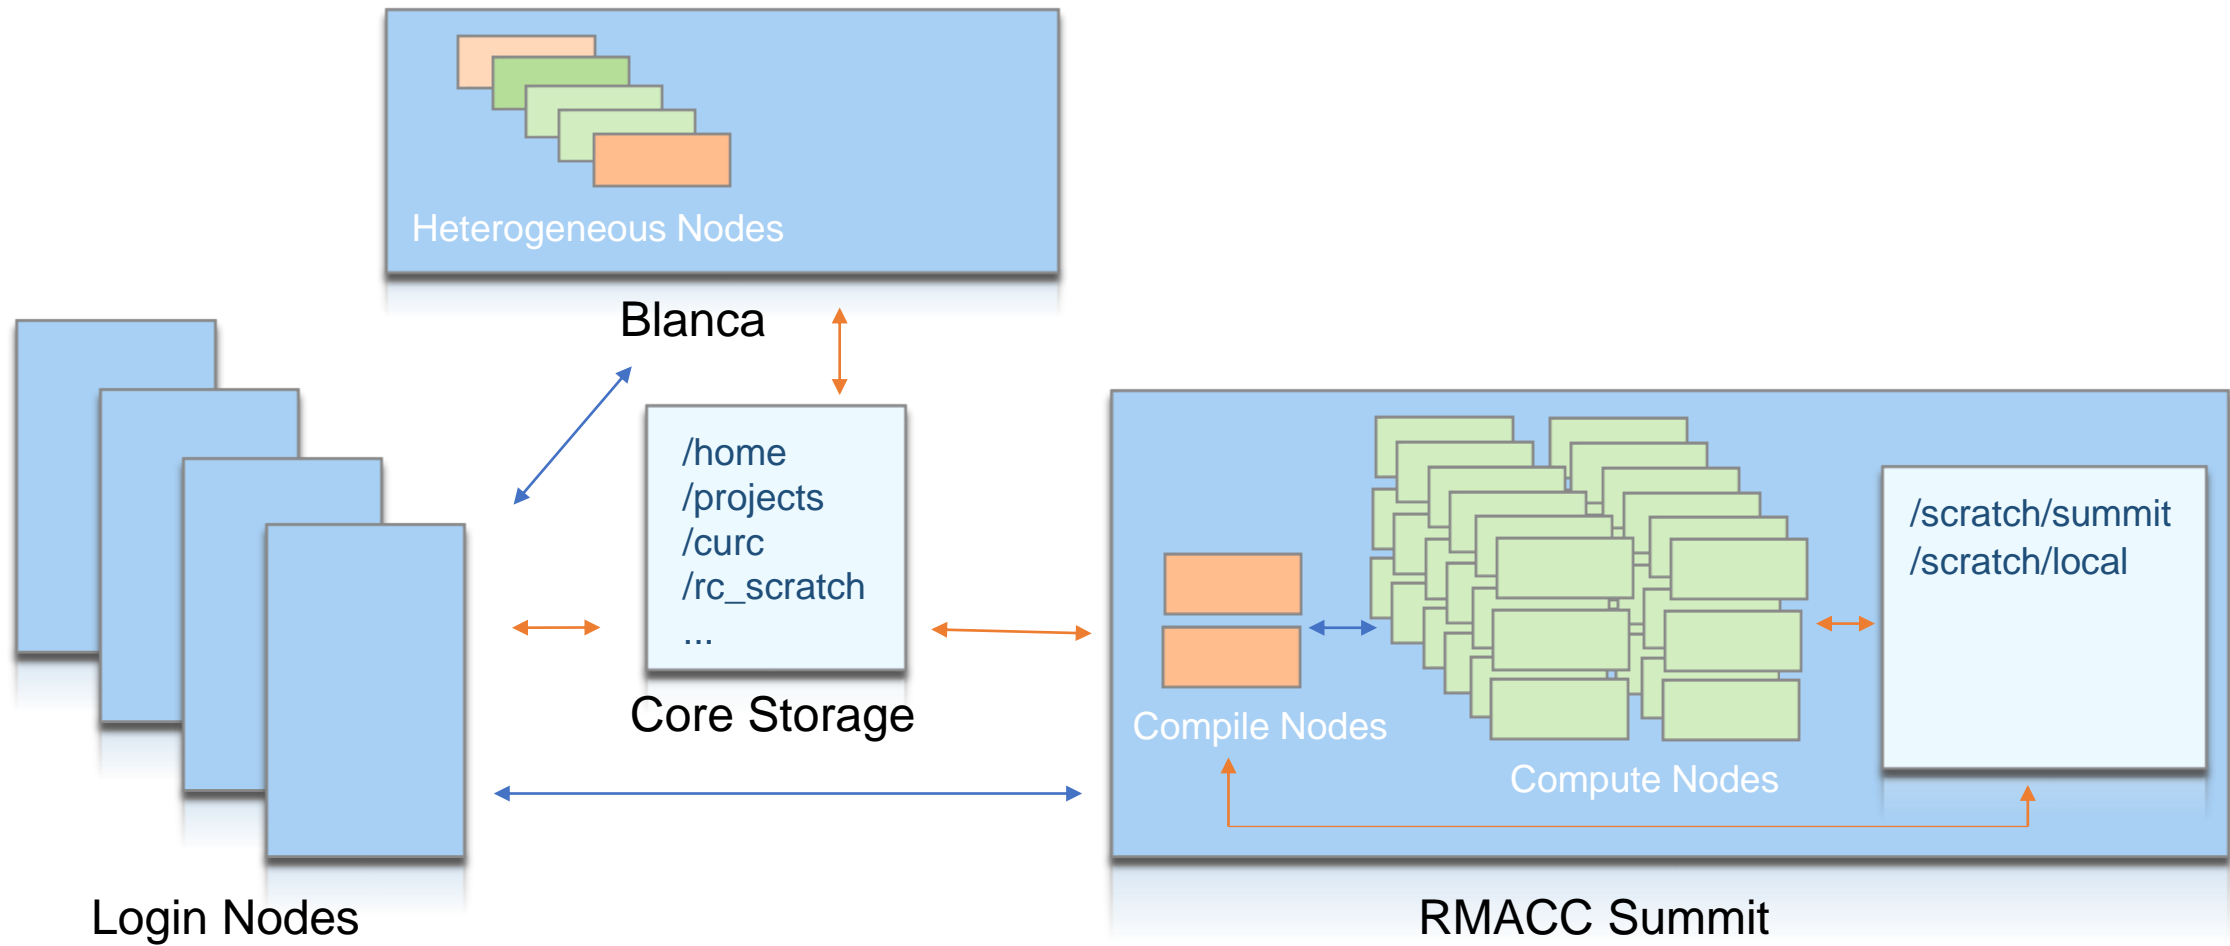 Heterogeneous Nodes
Blanca
/home
/projects
/curc
/rc_scratch
...
Core Storage
Login Nodes
Compile Nodes
Compute Nodes
/scratch/summit
/scratch/local
RMACC Summit